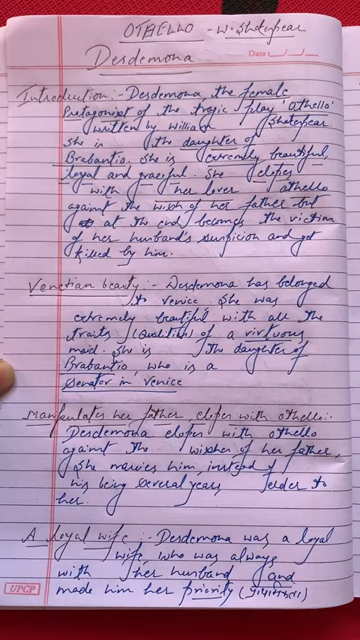 OTHELLO - W. Shakespear
Date: / /
Desdemona
Introduction:- Desdemona the female
Protagonist of the tragic play 'Othello'
written by William Shakespear
She is the daughter of
Brabantio. She is extremely beautiful,
loyal and graceful. She elopes
with her lover othello
against the wish of her father but
at the end becomes the victim
of her husband's suspicion and get
killed by him.
Venetian beauty:- Desdemona has belonged
to venice. She was
extremely beautiful with all the
traits (Qualities) of a virtuous
maid. She is the daughter of
Brabantio, who is a
senator in venice
Manipulates her father, elopes with othello:-
Desdemona elopes with othello
against the wishes of her father,
She marries him, instead of
his being several years elder to
her.
A loyal wife:- Desdemona was a loyal
wife, who was always
with her husband and
made him her priority (प्राथमिकता)
UPCP